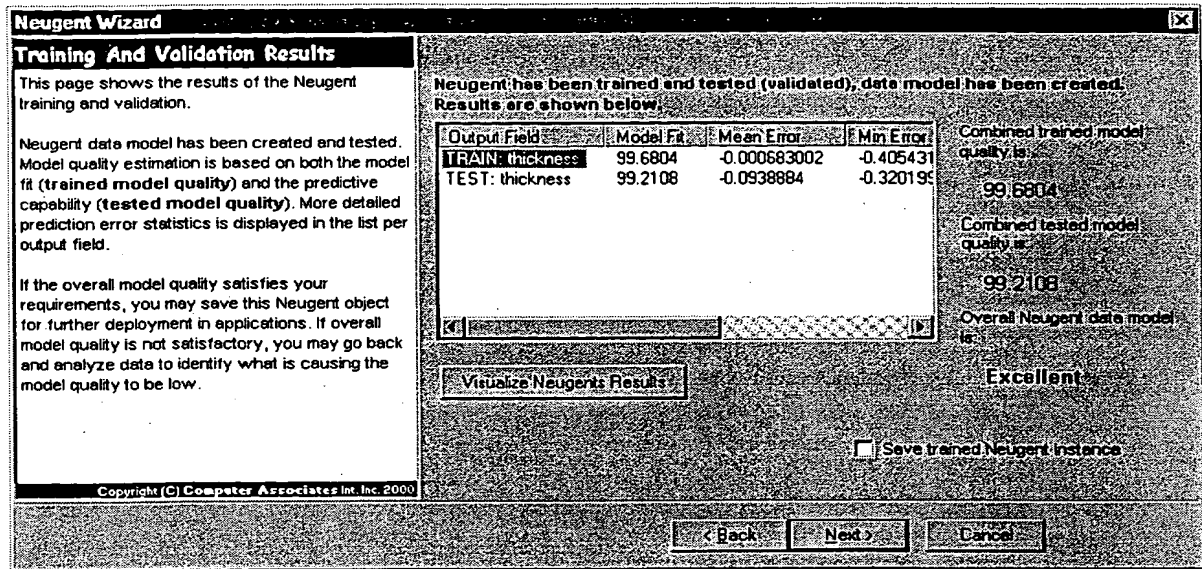 Neugent Wizard
Training And Validation Results
This page shows the results of the Neugent
training and validation.
Neugent data model has been created and tested.
Model quality estimation is based on both the model
fit (trained model quality) and the predictive
capability (tested model quality). More detailed
prediction error statistics is displayed in the list per
output field.
If the overall model quality satisfies your
requirements, you may save this Neugent object
for further deployment in applications. If overall
model quality is not satisfactory, you may go back
and analyze data to identify what is causing the
model quality to be low.
Copyright (C) Computer Associates Int. Inc. 2000
Neugent has been trained and tested (validated), data model has been created.
Results are shown below.
Output Field Model Fit Mean Error Min Error
TRAIN: thickness 99.6804 -0.000683002 -0.405431
TEST: thickness 99.2108 -0.0938884 -0.320199
Combined trained model
quality is:
99.6804
Combined tested model
quality is:
99.2108
Overall Neugent data model
is:
Excellent
Visualize Neugents Results
Save trained Neugent instance
< Back
Next >
Cancel